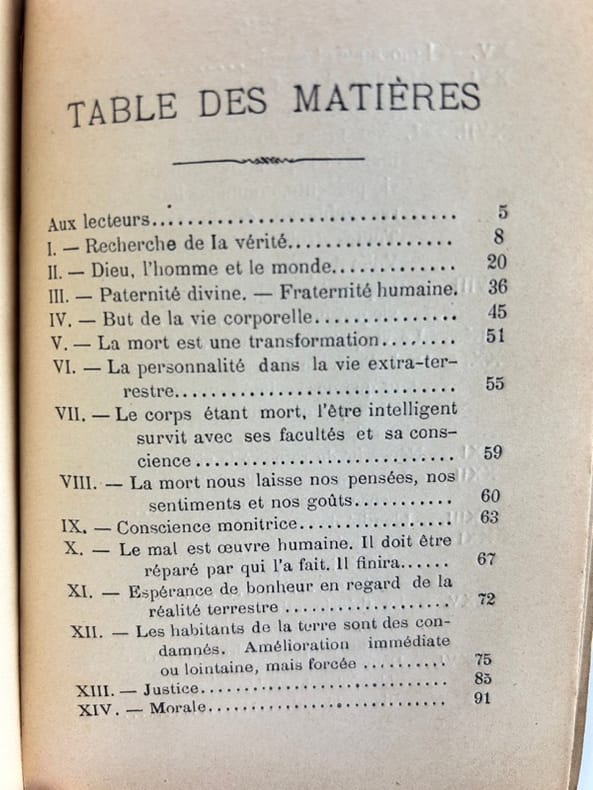 TABLE DES MATIÈRES
Aux lecteurs.............................. 5
I. — Recherche de la vérité................ 8
II. — Dieu, l'homme et le monde............ 20
III. — Paternité divine. — Fraternité humaine. 36
IV. — But de la vie corporelle............... 45
V. — La mort est une transformation........ 51
VI. — La personnalité dans la vie extra-ter-
restre............................. 55
VII. — Le corps étant mort, l'être intelligent
survit avec ses facultés et sa cons-
cience ........................... 59
VIII. — La mort nous laisse nos pensées, nos
sentiments et nos goûts........... 60
IX. — Conscience monitrice................. 63
X. — Le mal est œuvre humaine. Il doit être
réparé par qui l'a fait. Il finira...... 67
XI. — Espérance de bonheur en regard de la
réalité terrestre .................. 72
XII. — Les habitants de la terre sont des con-
damnés. Amélioration immédiate
ou lointaine, mais forcée ......... 75
XIII. — Justice........................... 85
XIV. — Morale........................... 91